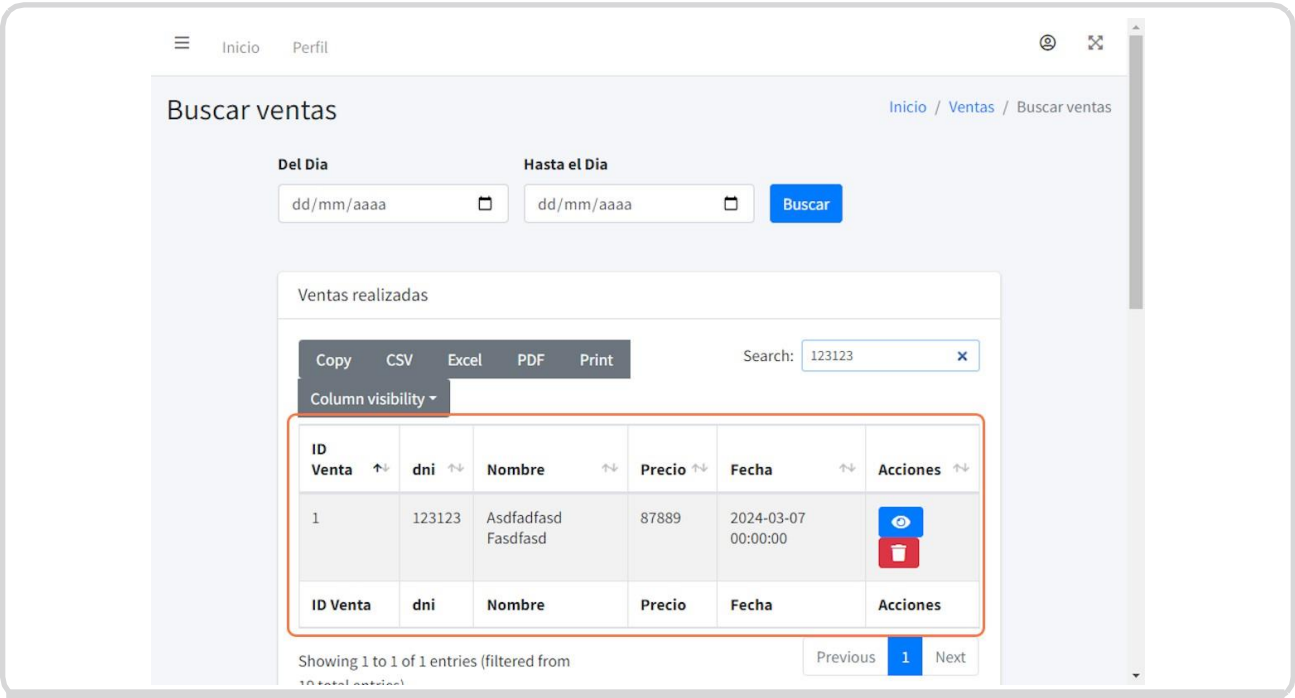 Inicio Perfil
Buscar ventas
Inicio / Ventas / Buscar ventas
Del Dia Hasta el Dia
dd/mm/aaaa dd/mm/aaaa Buscar
Ventas realizadas
Copy CSV Excel PDF Print
Search: 123123
Column visibility
ID Venta dni Nombre Precio Fecha Acciones
1 123123 Asdfadfasd 87889 2024-03-07
Fasdfasd 00:00:00
ID Venta dni Nombre Precio Fecha Acciones
Showing 1 to 1 of 1 entries (filtered from
Previous 1 Next
total entries)